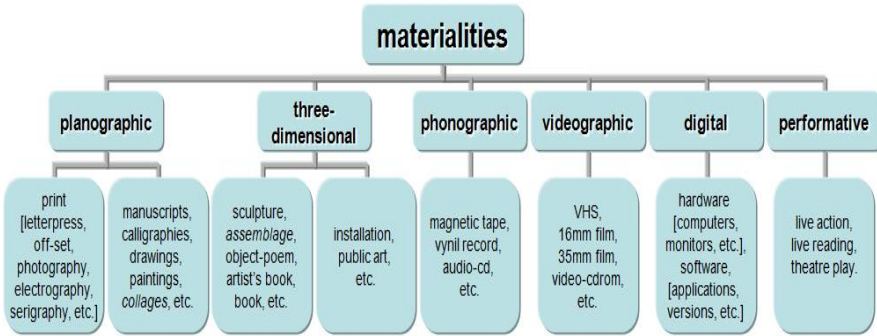 materialities
planographic
three-
dimensional
phonographic
videographic
digital
performative
print
[letterpress,
off-set,
photography,
electrography,
serigraphy, etc.]
manuscripts,
calligraphies,
drawings,
paintings,
collages, etc.
sculpture,
assemblage,
object-poem,
artist's book,
book, etc.
installation,
public art,
etc.
magnetic tape,
vynil record,
audio-cd,
etc.
VHS,
16mm film,
35mm film,
video-cdrom,
etc.
hardware
[computers,
monitors, etc.],
software,
[applications,
versions, etc.]
live action,
live reading,
theatre play.